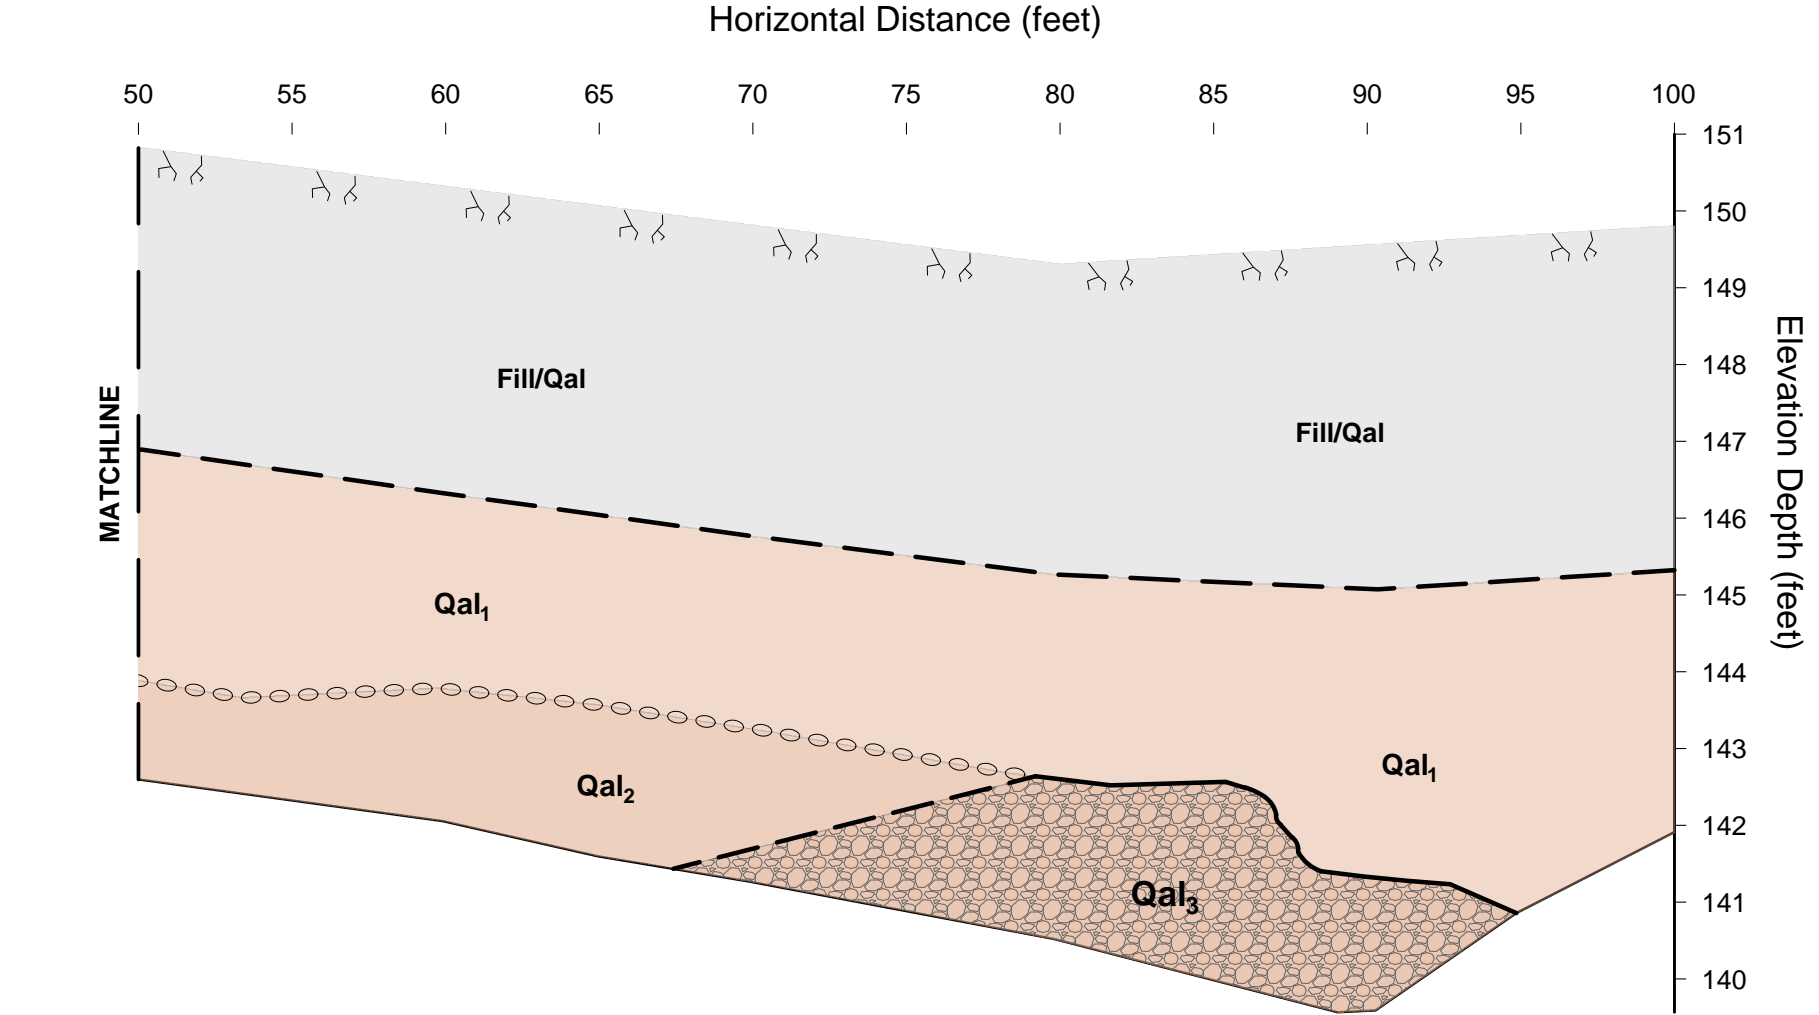 Horizontal Distance (feet)
50 55 60 65 70 75 80 85 90 95 100
151
150
149
148
147
146
145
144
143
142
141
140
Elevation Depth (feet)
MATCHLINE
Fill/Qal
Fill/Qal
Qal1
Qal1
Qal2
Qal3